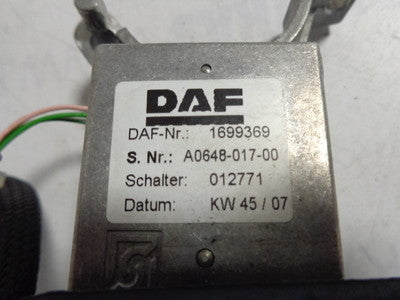 DAF
DAF-Nr.: 1699369
S. Nr.: A0648-017-00
Schalter: 012771
Datum: KW 45 / 07